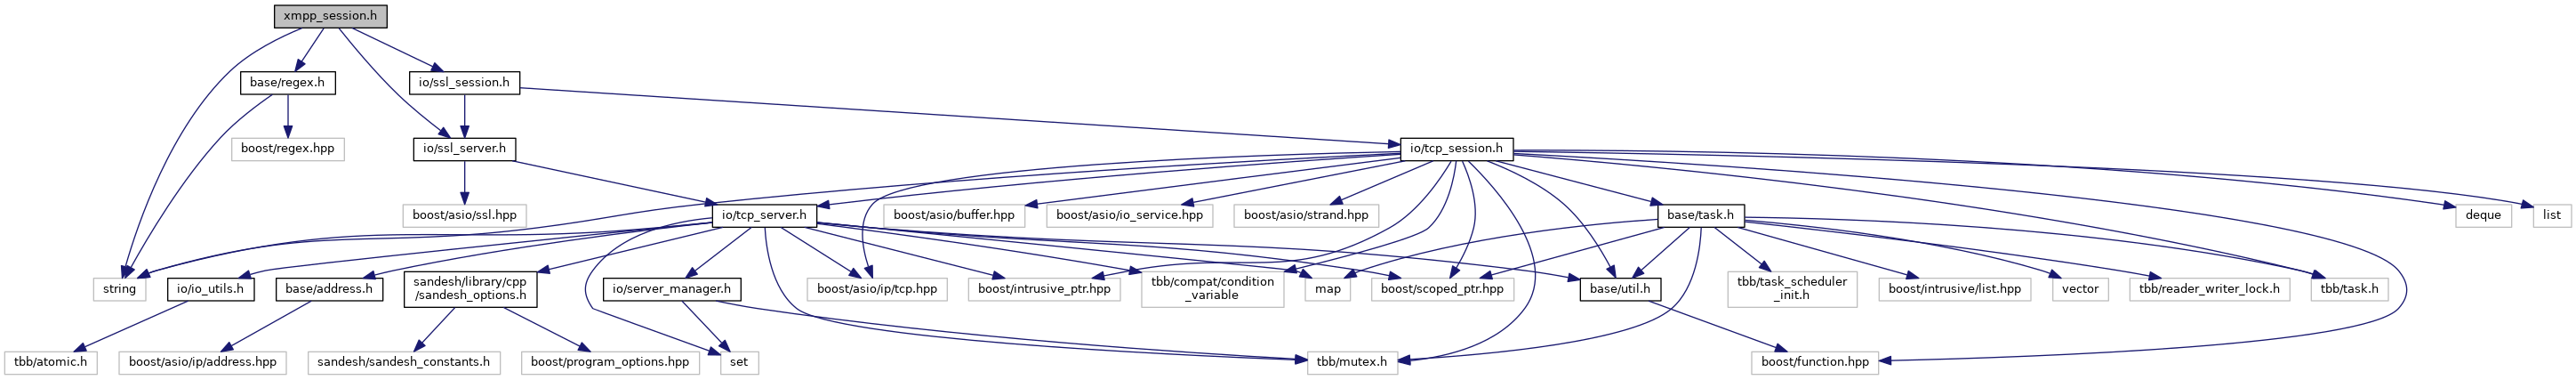 xmpp_session.h
base/regex.h
io/ssl_session.h
boost/regex.hpp
io/ssl_server.h
io/tcp_session.h
boost/asio/ssl.hpp
io/tcp_server.h
boost/asio/buffer.hpp
boost/asio/io_service.hpp
boost/asio/strand.hpp
base/task.h
deque
list
string
io/io_utils.h
base/address.h
sandesh/library/cpp
/sandesh_options.h
io/server_manager.h
boost/asio/ip/tcp.hpp
boost/intrusive_ptr.hpp
tbb/compat/condition
_variable
map
boost/scoped_ptr.hpp
base/util.h
tbb/task_scheduler
_init.h
boost/intrusive/list.hpp
vector
tbb/reader_writer_lock.h
tbb/task.h
tbb/atomic.h
boost/asio/ip/address.hpp
sandesh/sandesh_constants.h
boost/program_options.hpp
set
tbb/mutex.h
boost/function.hpp